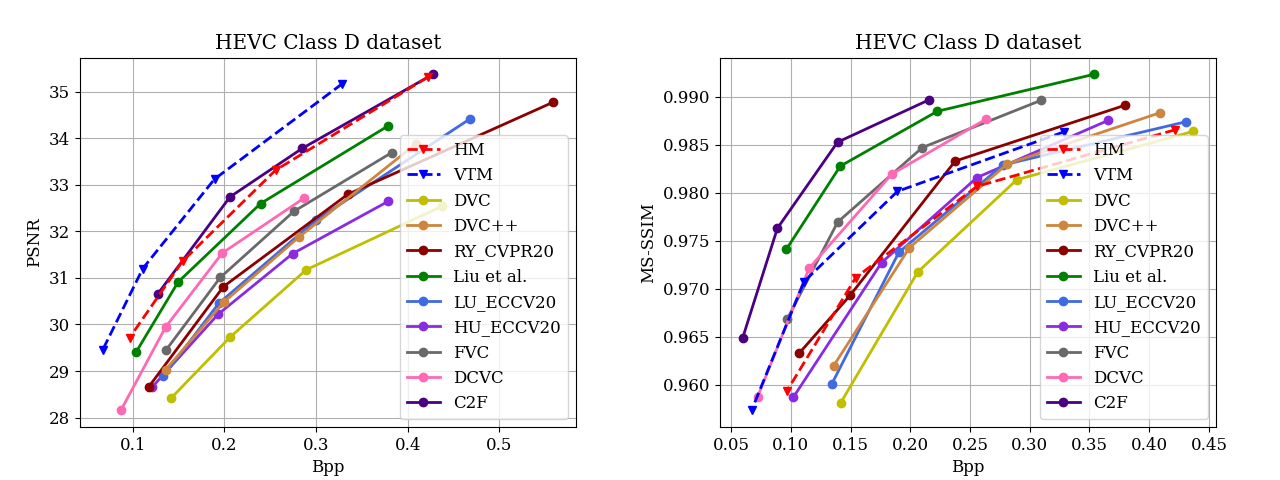 HEVC Class D dataset
PSNR
35
34
33
32
31
30
29
28
0.1
0.2
0.3
0.4
0.5
Bpp
HM
VTM
DVC
DVC++
RY_CVPR20
Liu et al.
LU_ECCV20
HU_ECCV20
FVC
DCVC
C2F
HEVC Class D dataset
MS-SSIM
0.990
0.985
0.980
0.975
0.970
0.965
0.960
0.05
0.10
0.15
0.20
0.25
0.30
0.35
0.40
0.45
Bpp
HM
VTM
DVC
DVC++
RY_CVPR20
Liu et al.
LU_ECCV20
HU_ECCV20
FVC
DCVC
C2F